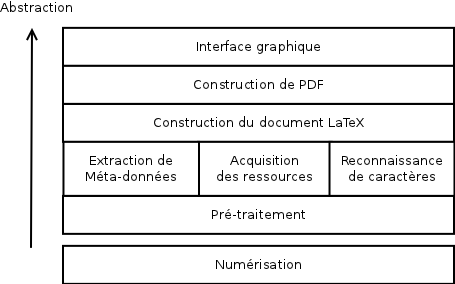 Abstraction
Interface graphique
Construction de PDF
Construction du document LaTeX
Extraction de
Méta-données
Acquisition
des ressources
Reconnaissance
de caractères
Pré-traitement
Numérisation